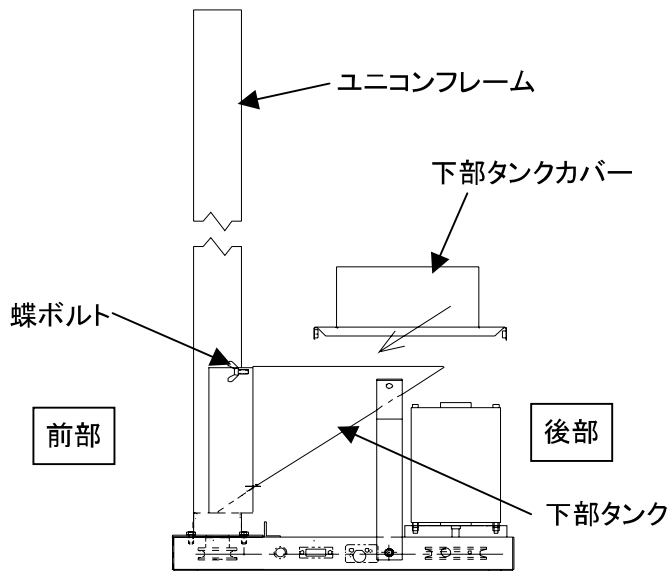 ユニコンフレーム
下部タンクカバー
蝶ボルト
前部
後部
下部タンク